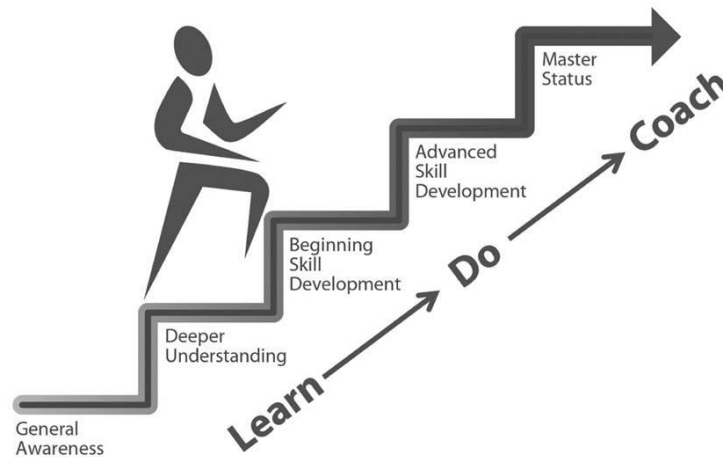 Master
Status
Coach
Advanced
Skill
Development
Do
Beginning
Skill
Development
Deeper
Understanding
Learn
General
Awareness